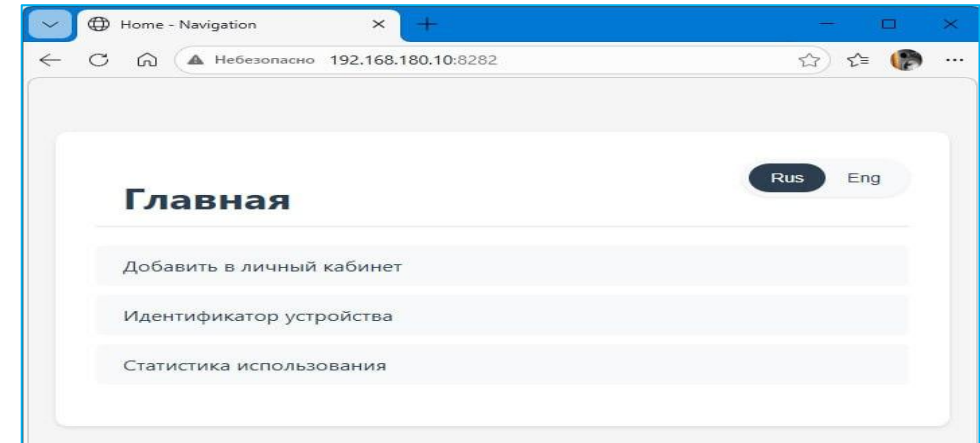 Home - Navigation
Небезопасно 192.168.180.10:8282
Rus Eng
Главная
Добавить в личный кабинет
Идентификатор устройства
Статистика использования